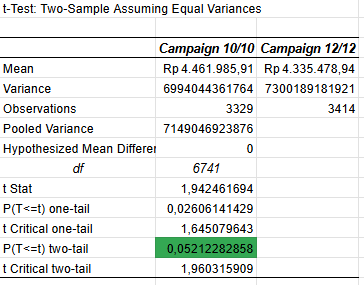 t-Test: Two-Sample Assuming Equal Variances
Campaign 10/10 Campaign 12/12
Mean Rp 4.461.985,91 Rp 4.335.478,94
Variance 6994044361764 7300189181921
Observations 3329 3414
Pooled Variance 7149046923876
Hypothesized Mean Differer 0
df 6741
t Stat 1,942461694
P(T<=t) one-tail 0,02606141429
t Critical one-tail 1,645079643
P(T<=t) two-tail 0,05212282858
t Critical two-tail 1,960315909